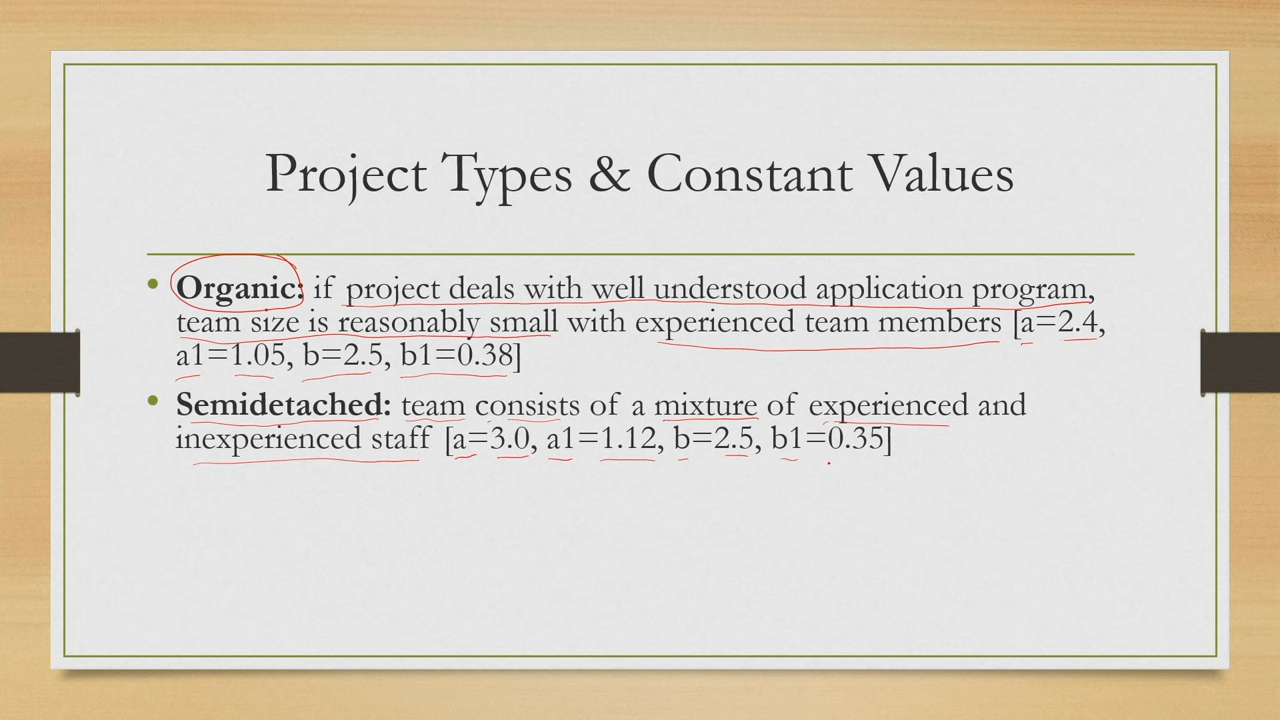 Project Types & Constant Values
• Organic: if project deals with well understood application program,
team size is reasonably small with experienced team members [a=2.4,
a1=1.05, b=2.5, b1=0.38]
• Semidetached: team consists of a mixture of experienced and
inexperienced staff [a=3.0, a1=1.12, b=2.5, b1=0.35]